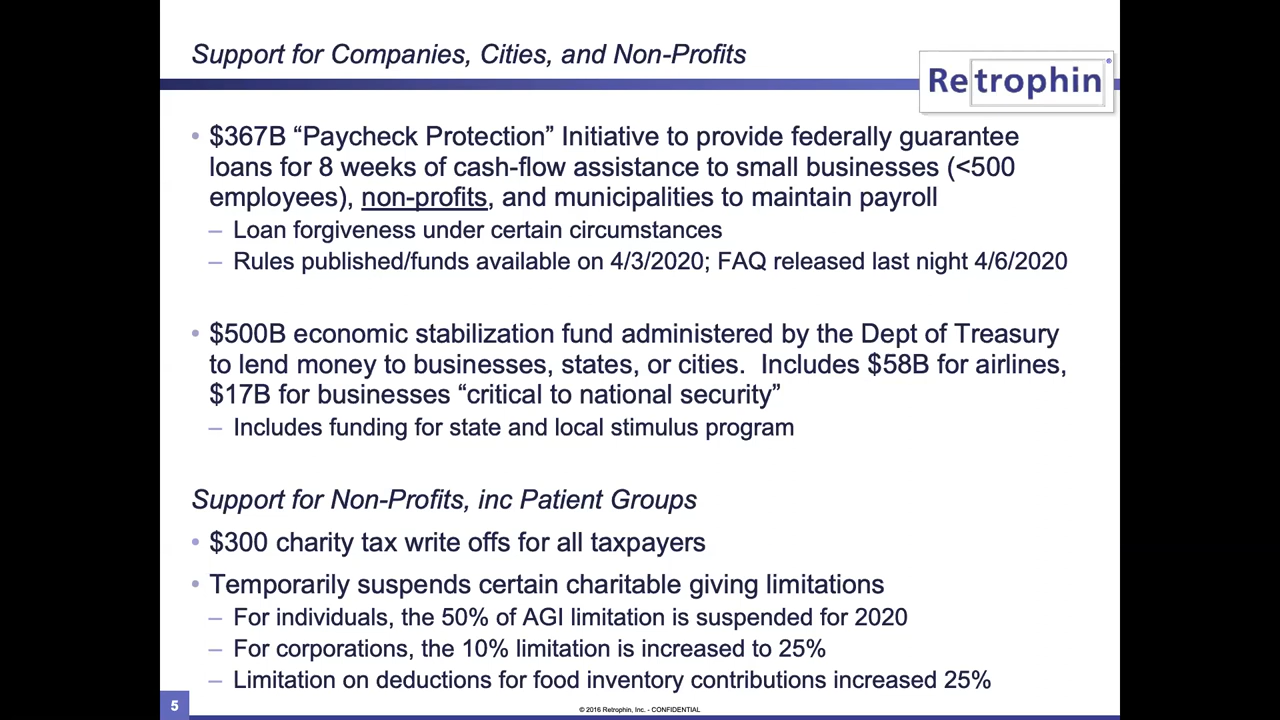 Support for Companies, Cities, and Non-Profits
Retrophin®
• $367B “Paycheck Protection” Initiative to provide federally guarantee
loans for 8 weeks of cash-flow assistance to small businesses (<500
employees), non-profits, and municipalities to maintain payroll
– Loan forgiveness under certain circumstances
– Rules published/funds available on 4/3/2020; FAQ released last night 4/6/2020
• $500B economic stabilization fund administered by the Dept of Treasury
to lend money to businesses, states, or cities.  Includes $58B for airlines,
$17B for businesses “critical to national security”
– Includes funding for state and local stimulus program
Support for Non-Profits, inc Patient Groups
• $300 charity tax write offs for all taxpayers
• Temporarily suspends certain charitable giving limitations
– For individuals, the 50% of AGI limitation is suspended for 2020
– For corporations, the 10% limitation is increased to 25%
– Limitation on deductions for food inventory contributions increased 25%
5
© 2016 Retrophin, Inc. - CONFIDENTIAL